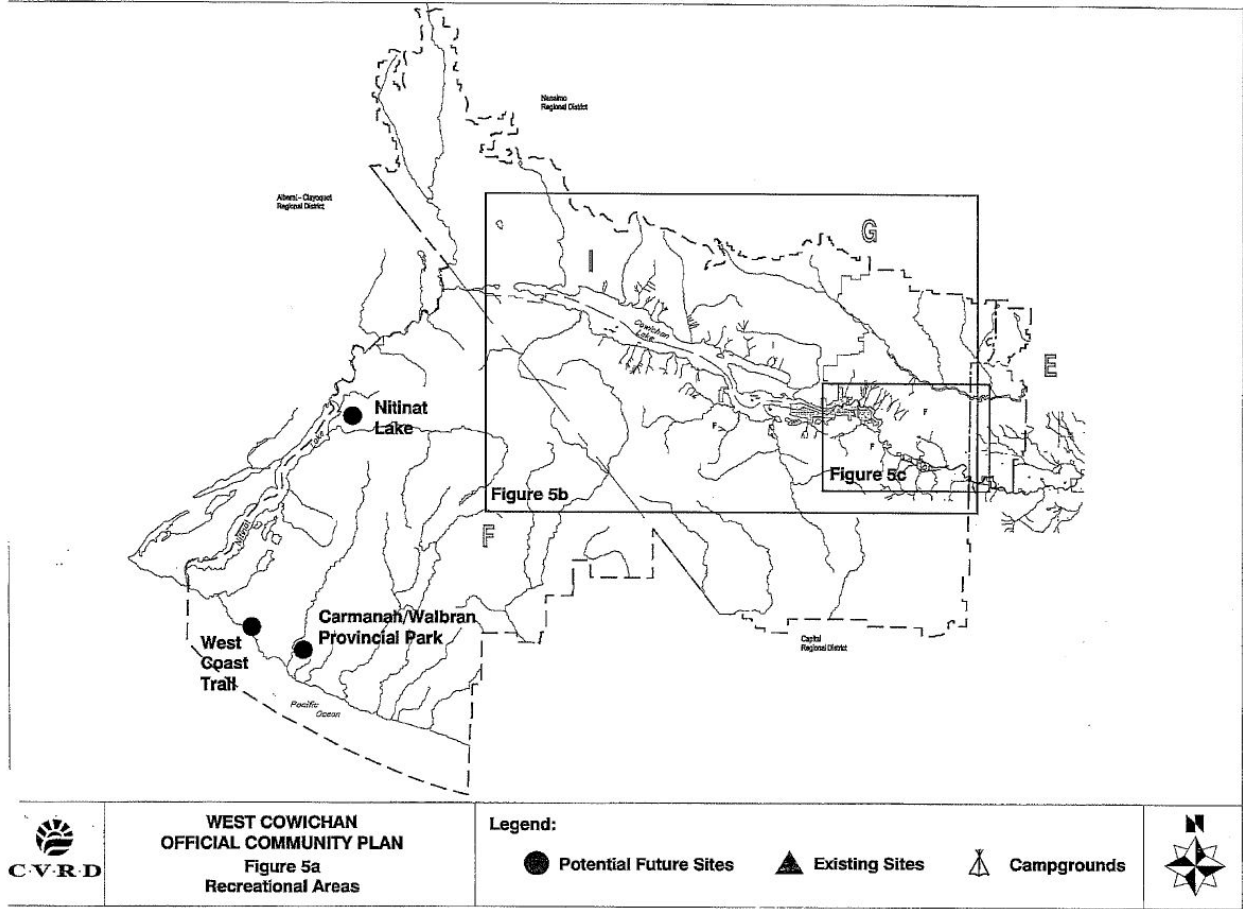 Nanaimo
Regional District
Alberni-Clayoquot
Regional District
G
I
Cowichan
Lake
E
Nitinat
Lake
Lake
F
F
F
Figure 5c
Figure 5b
Nitinat
F
Carmanah/Walbran
Provincial Park
West
Coast
Trail
Capital
Regional District
Pacific
Ocean
C·V·R·D
WEST COWICHAN
OFFICIAL COMMUNITY PLAN
Figure 5a
Recreational Areas
Legend:
Potential Future Sites
Existing Sites
Campgrounds
N